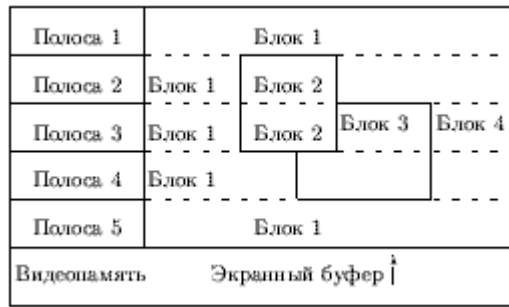 Полоса 1 Блок 1
Полоса 2 Блок 1 Блок 2
Полоса 3 Блок 1 Блок 2 Блок 3 Блок 4
Полоса 4 Блок 1
Полоса 5 Блок 1
Видеопамять Экранный буфер